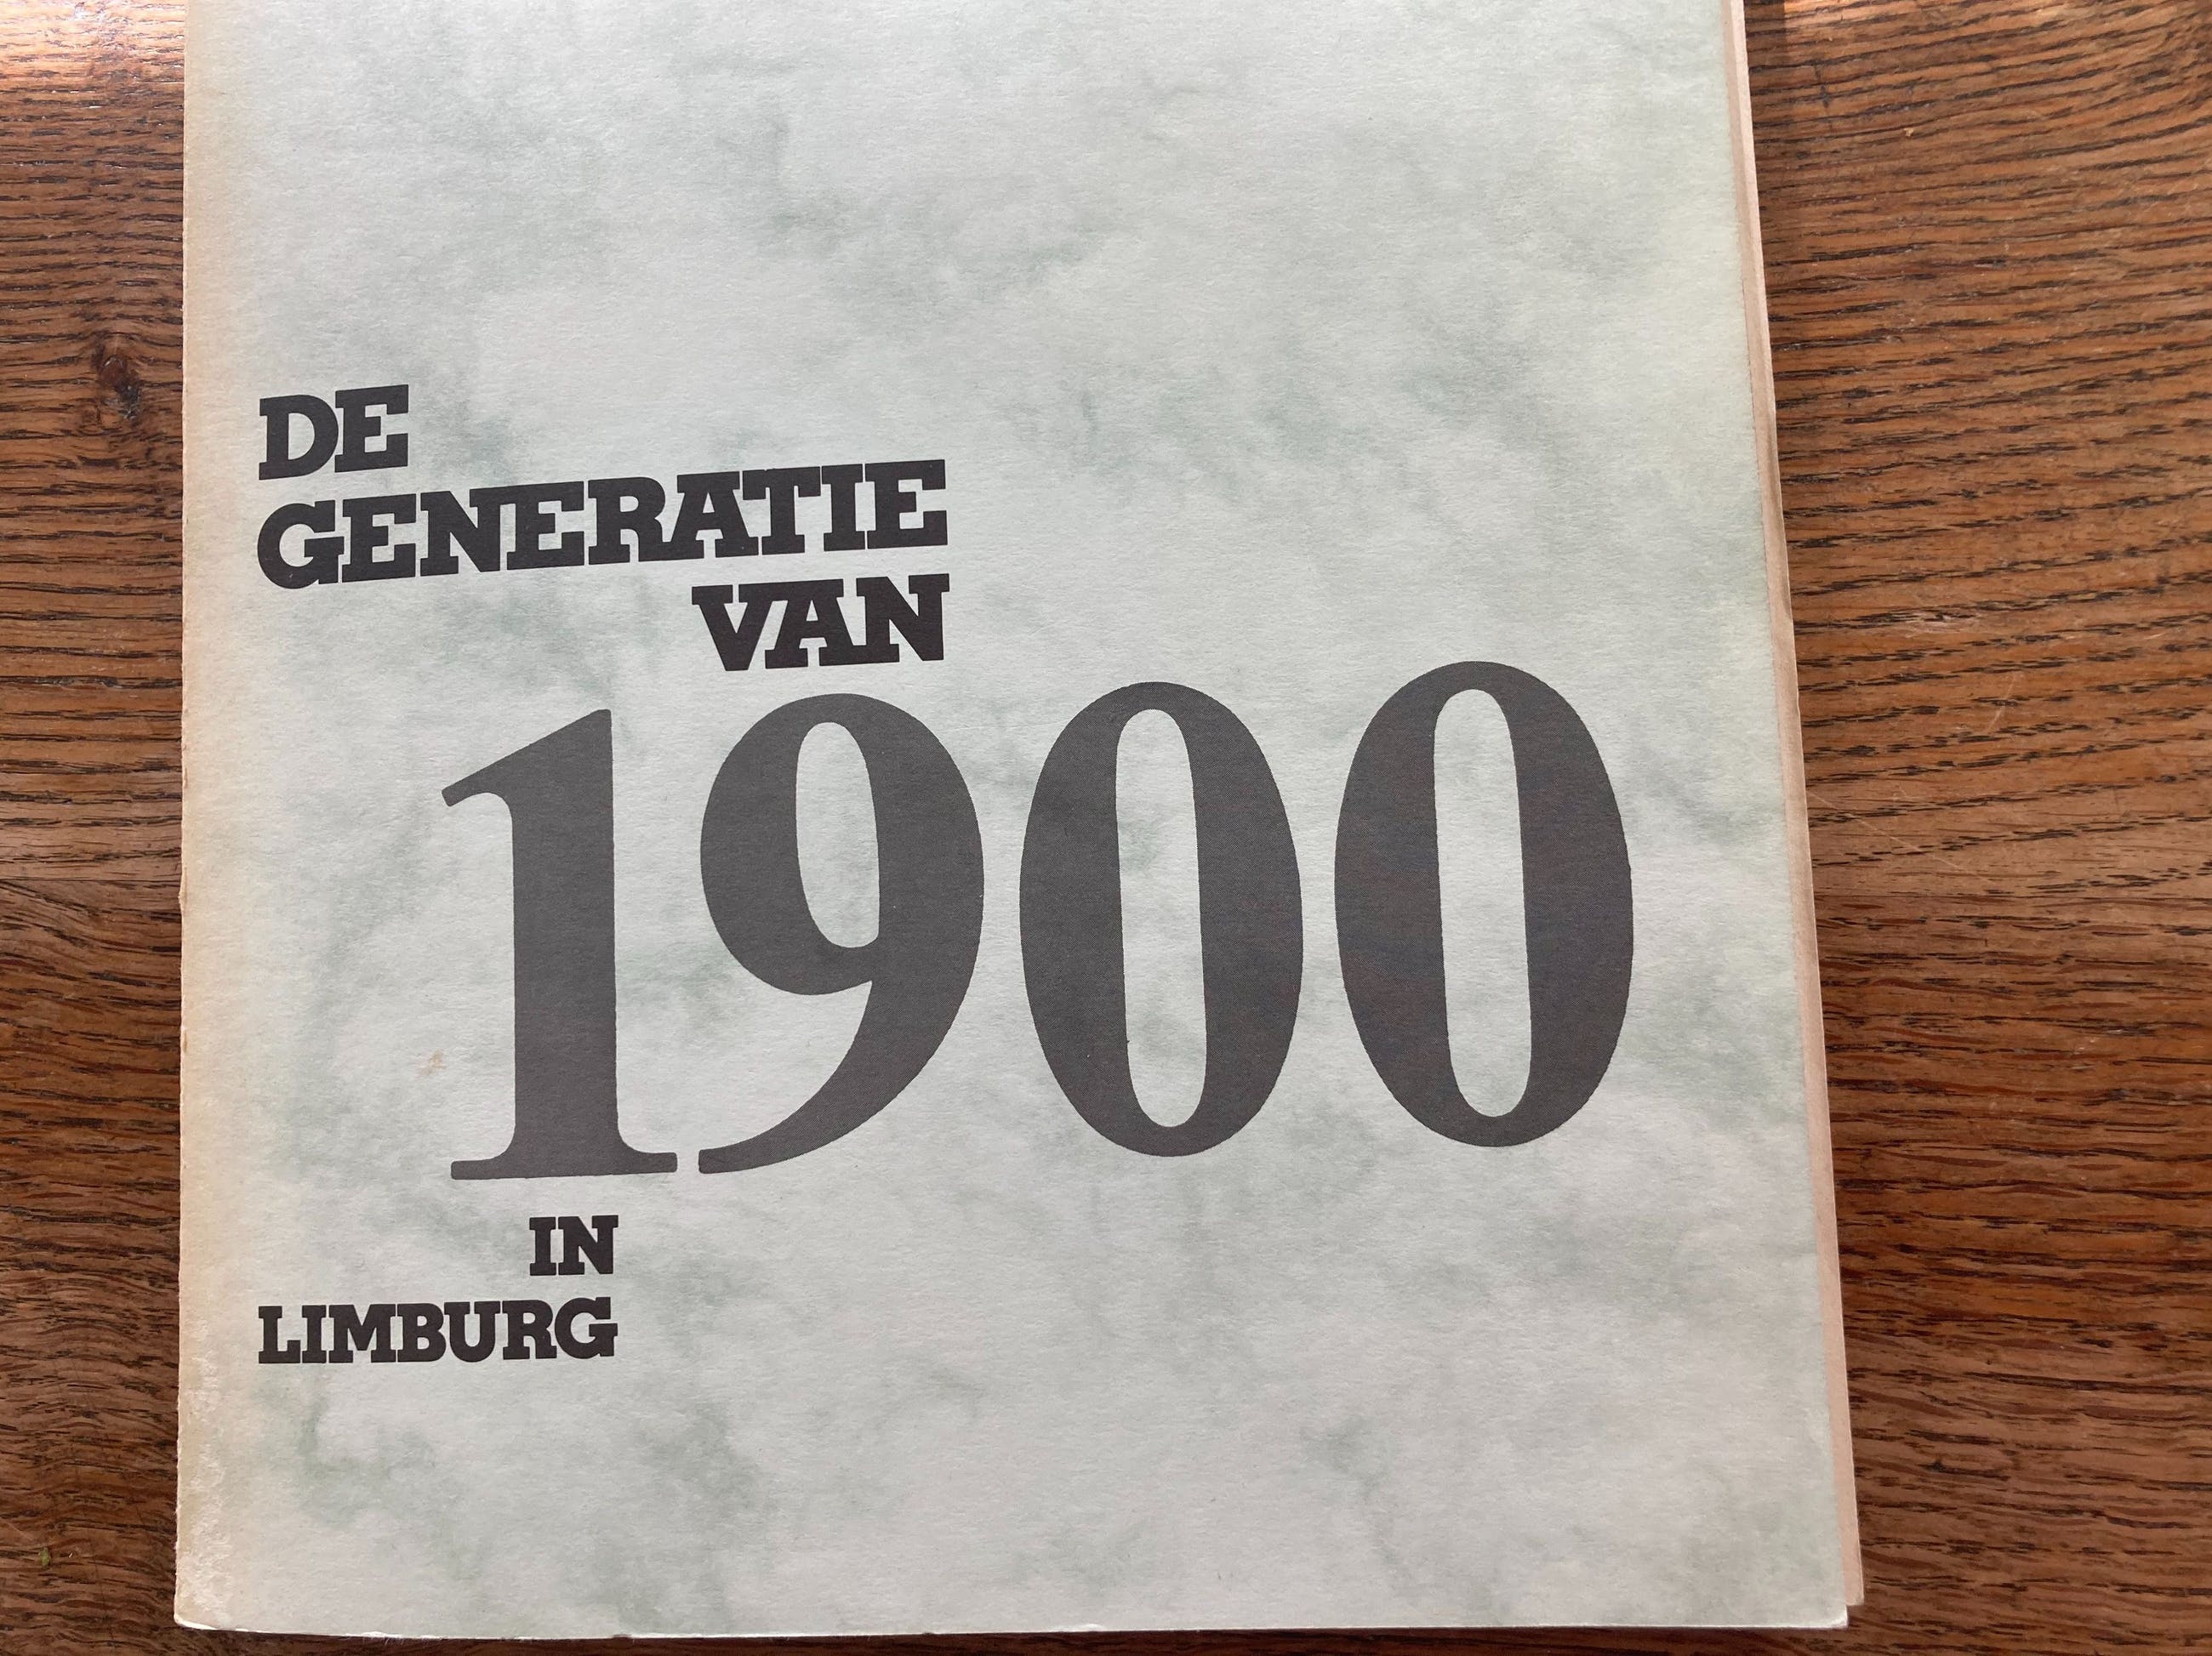 DE
GENERATIE
VAN
1900
IN
LIMBURG